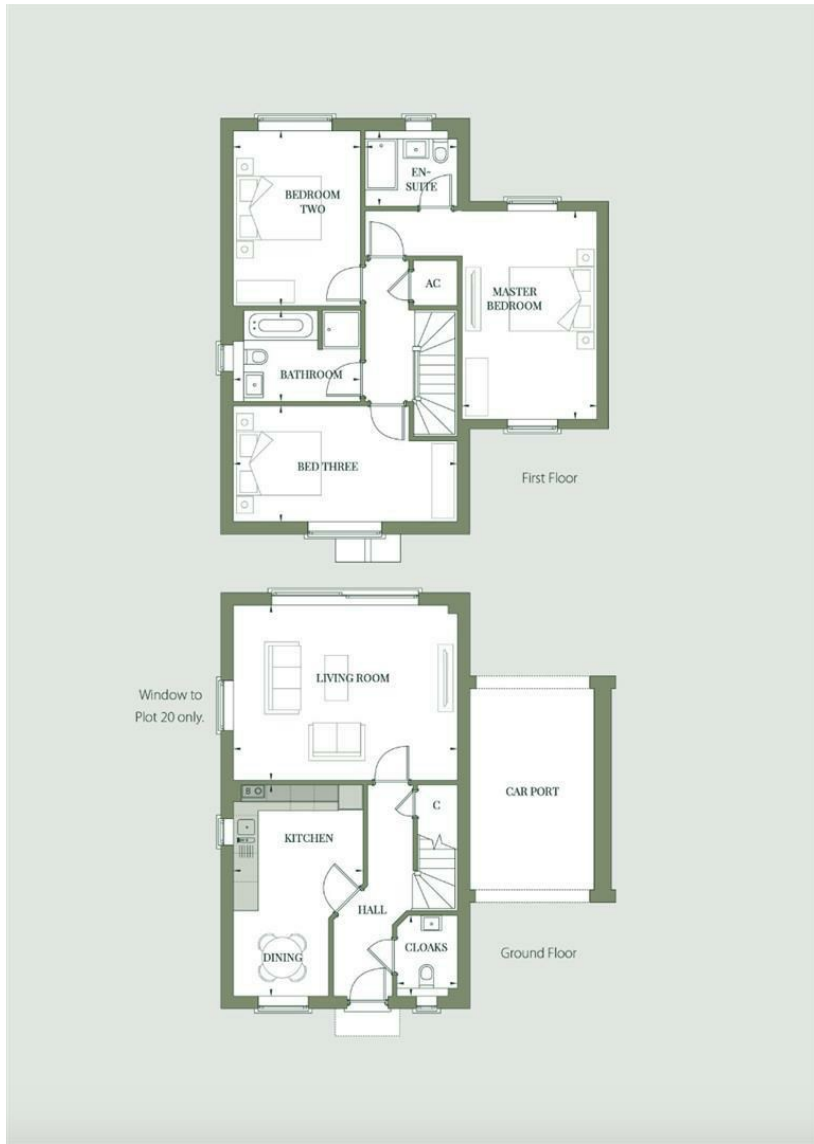 BEDROOM
TWO
EN-
SUITE
AC
MASTER
BEDROOM
BATHROOM
BED THREE
First Floor
Window to
Plot 20 only.
LIVING ROOM
C
CAR PORT
KITCHEN
HALL
CLOAKS
DINING
Ground Floor